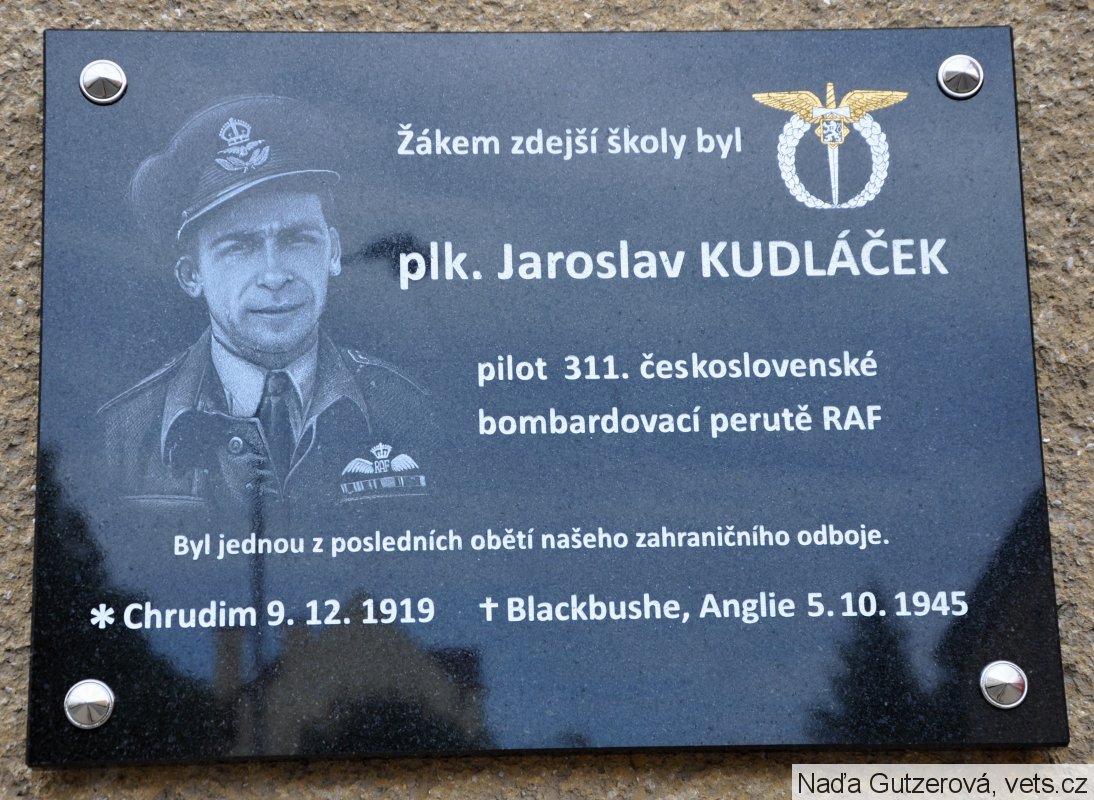 Žákem zdejší školy byl
plk. Jaroslav KUDLÁČEK
pilot 311. československé
bombardovací perutě RAF
RAF
Byl jednou z posledních obětí našeho zahraničního odboje.
* Chrudim 9. 12. 1919 † Blackbushe, Anglie 5. 10. 1945
Naďa Gutzerová, vets.cz